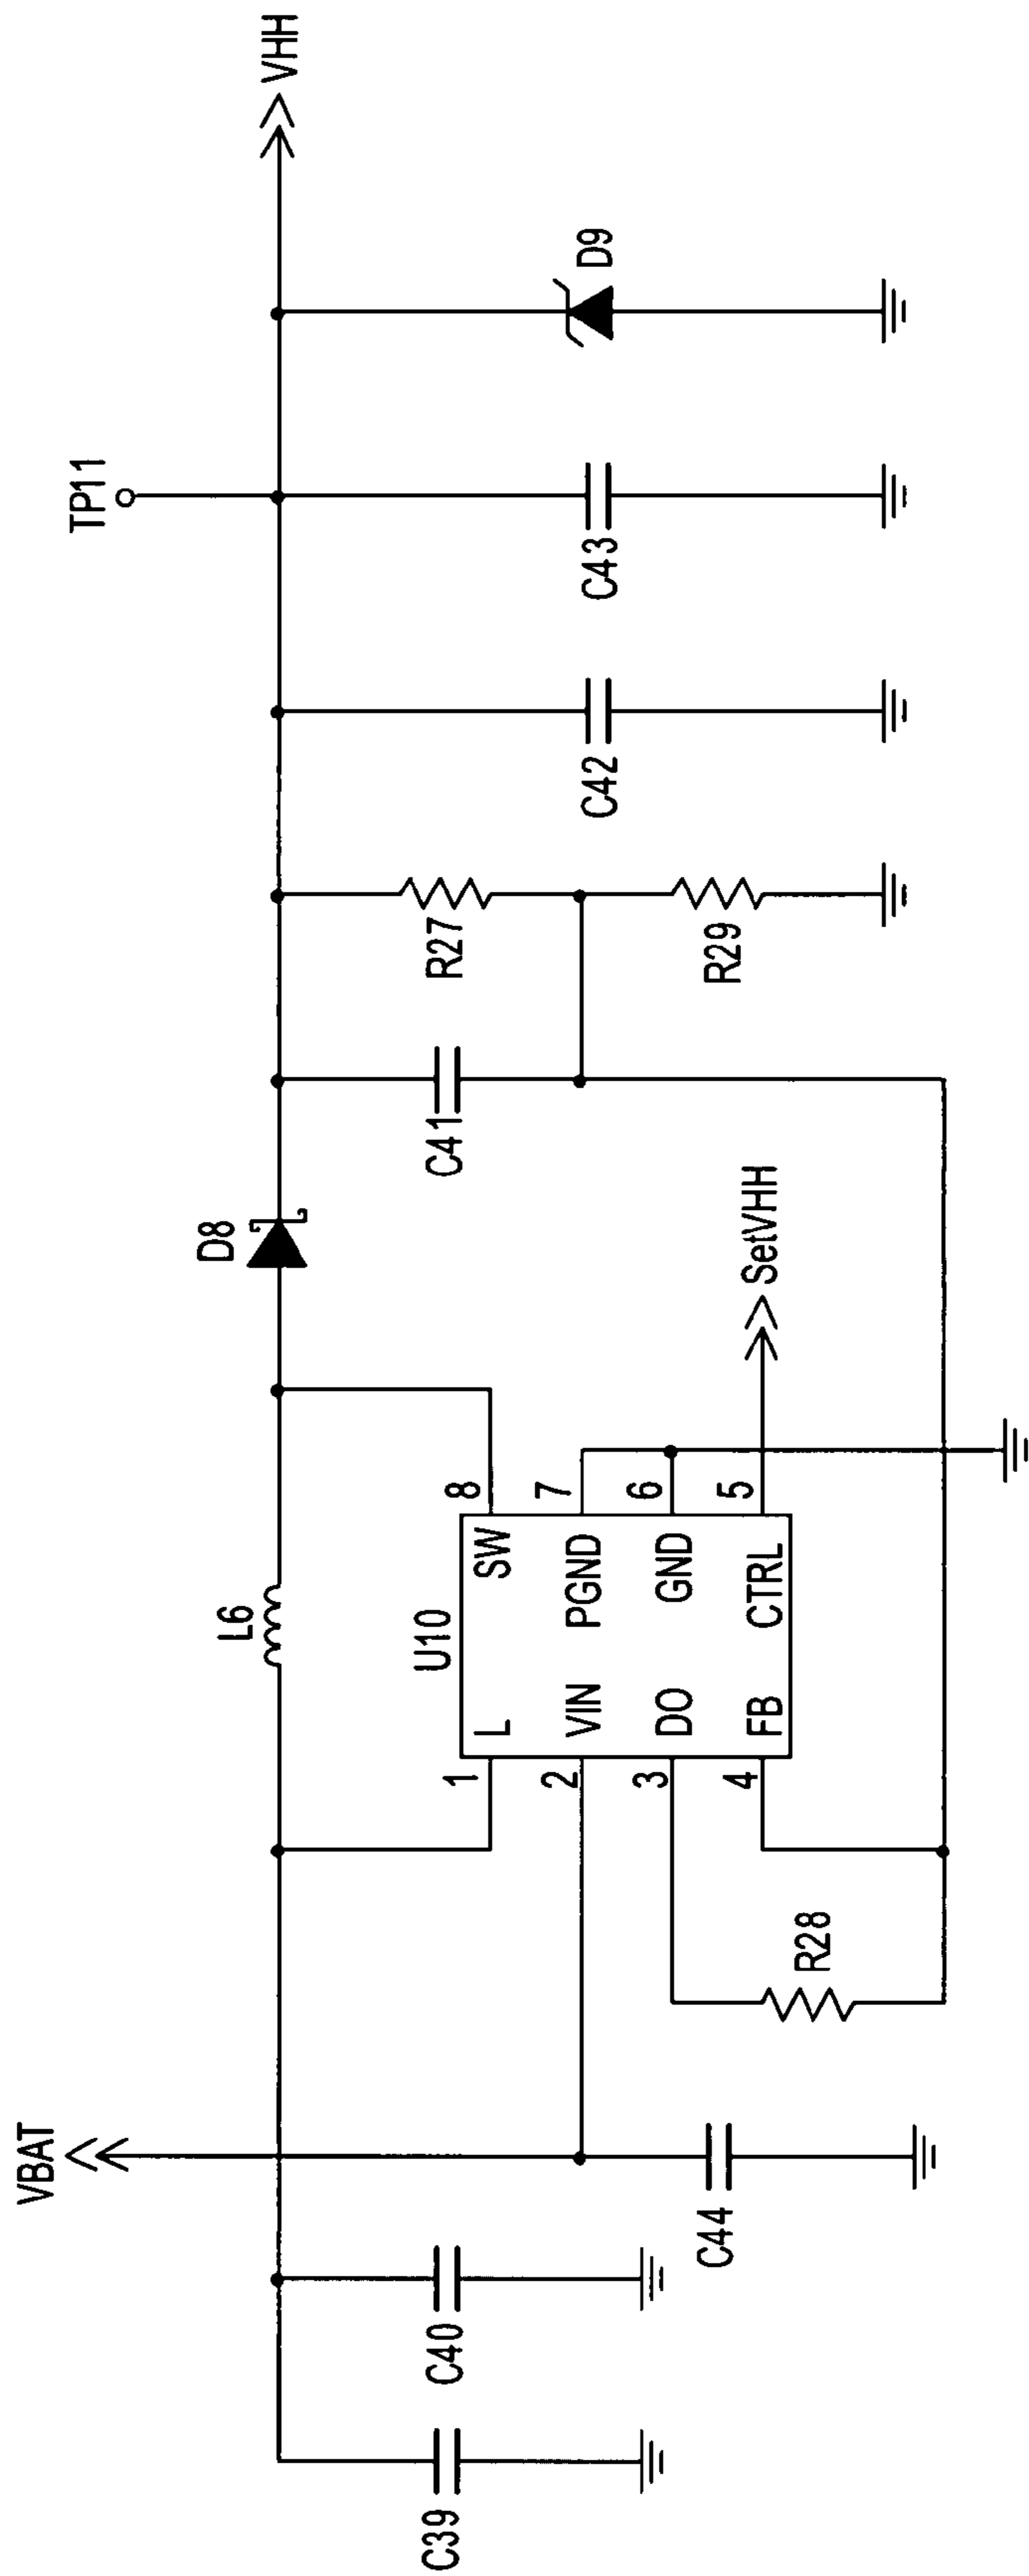 VBAT
TP11
VHH
L6
D8
C39
C40
C44
U10
1
L
SW
8
2
VIN
PGND
7
3
DO
GND
6
4
FB
CTRL
5
R28
SetVHH
C41
R27
R29
C42
C43
D9